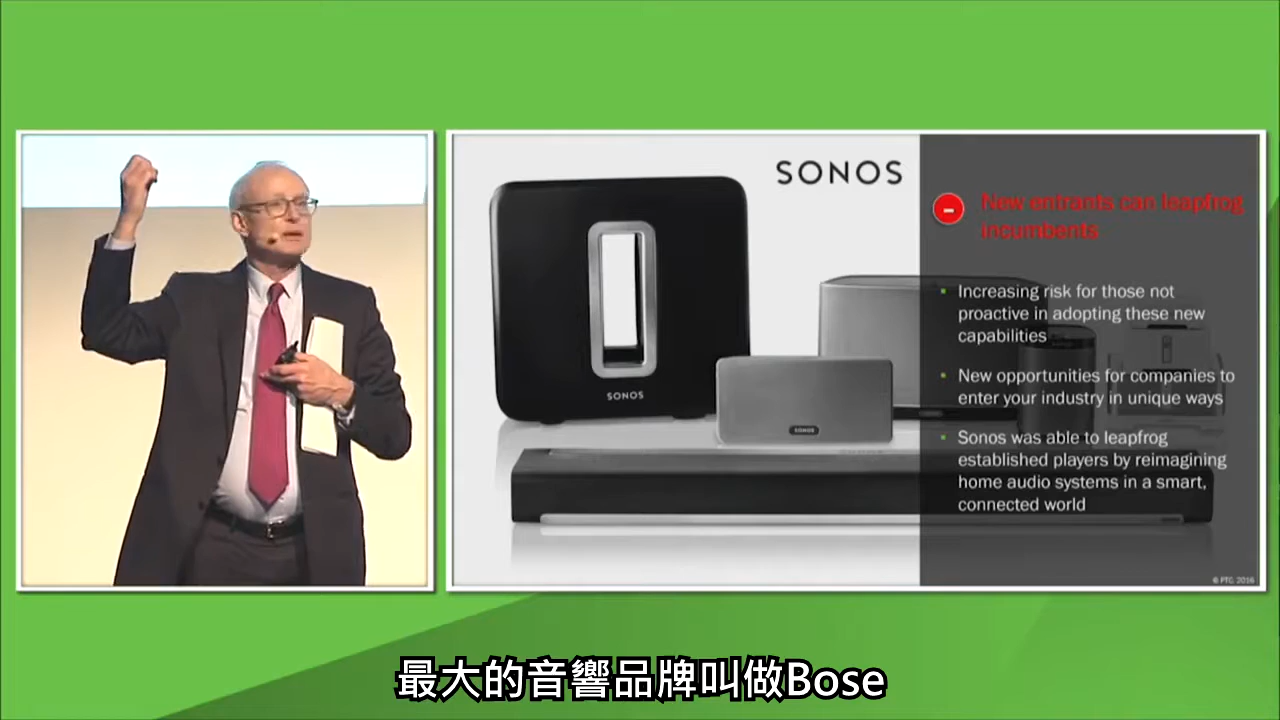 SONOS
New entrants can leapfrog
incumbents
Increasing risk for those not
proactive in adopting these new
capabilities
New opportunities for companies to
enter your industry in unique ways
Sonos was able to leapfrog
established players by reimagining
home audio systems in a smart,
connected world
SONOS
SONOS
© PTC, 2016
最大的音響品牌叫做Bose